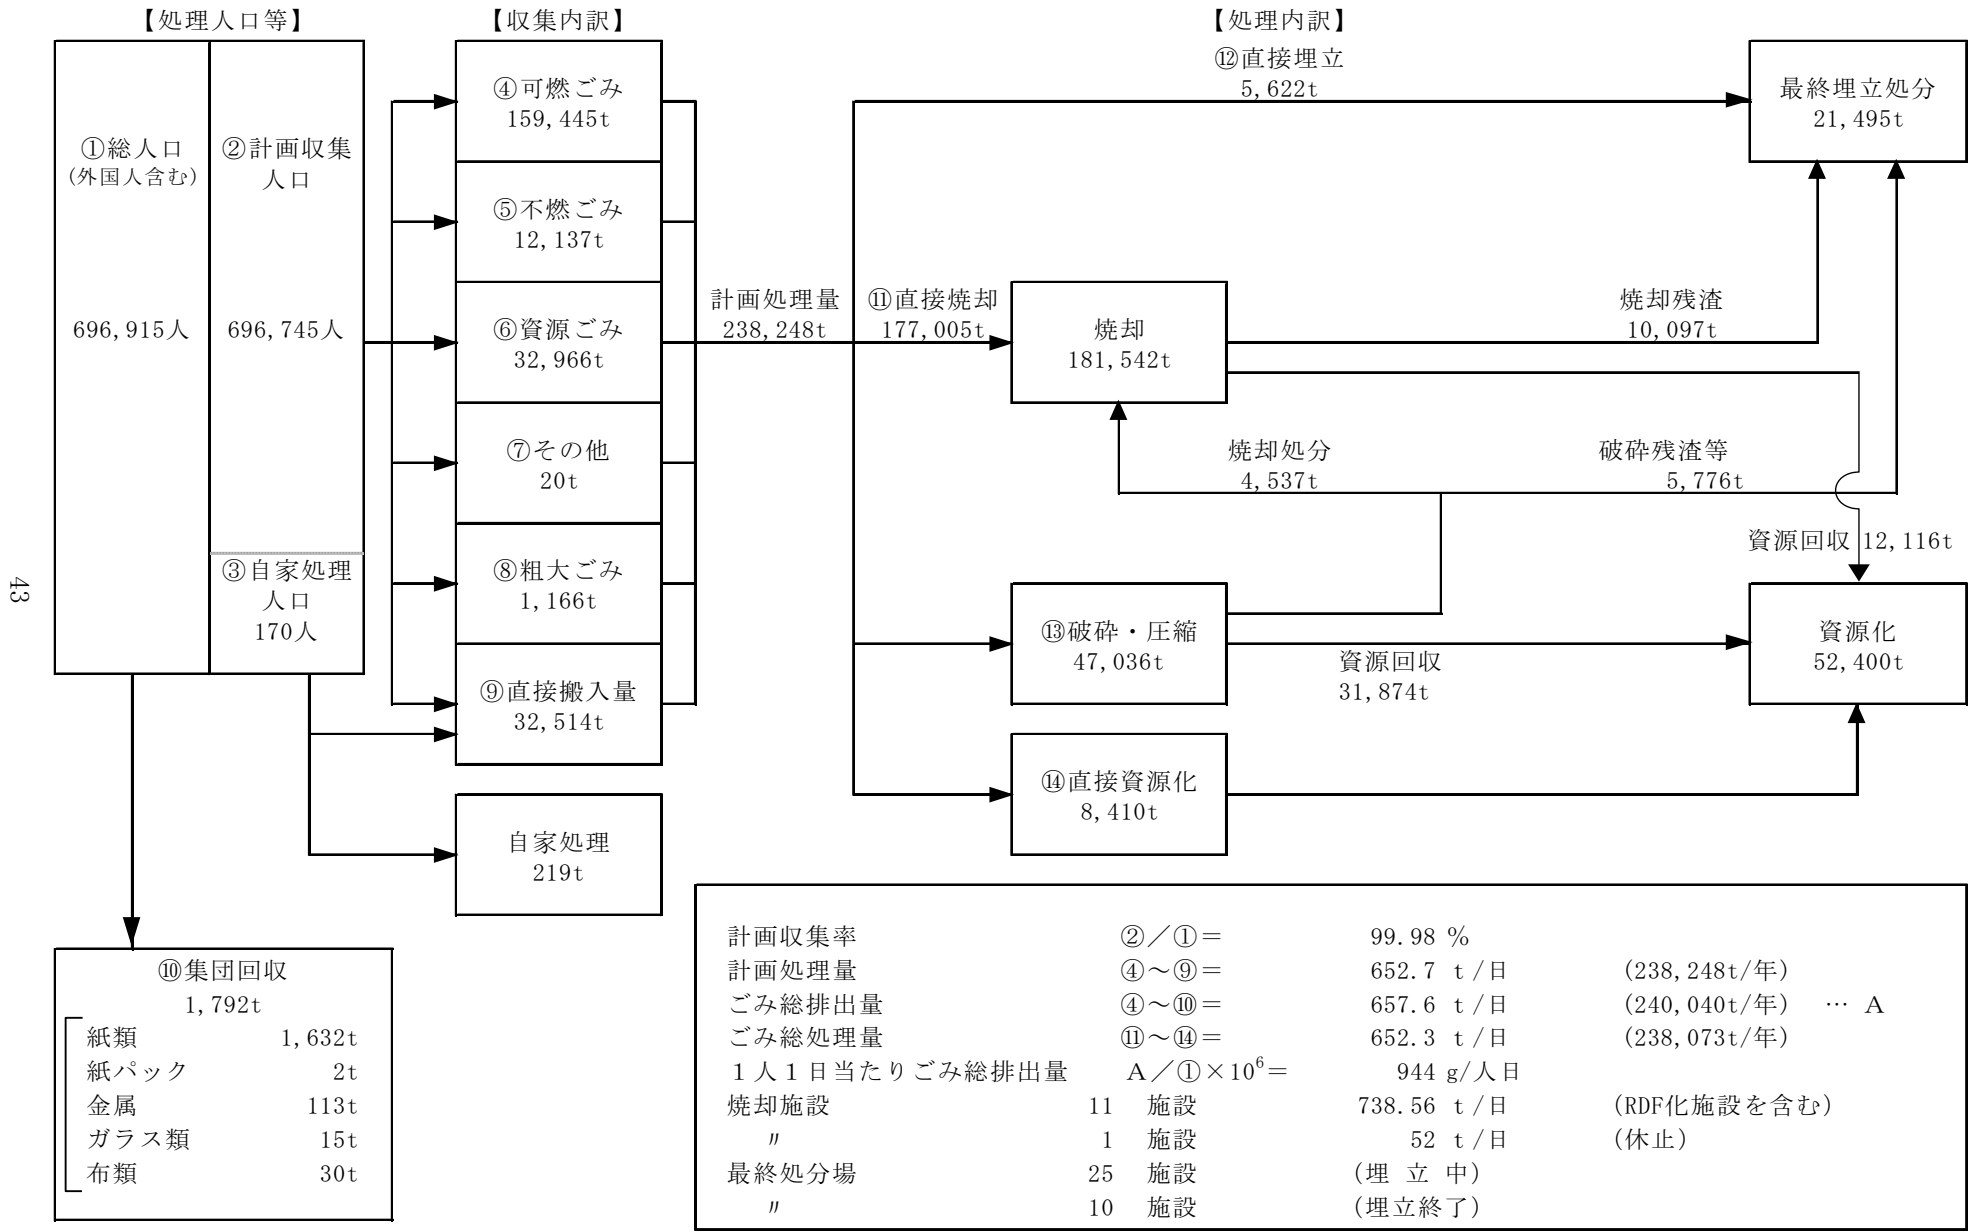 【処理人口等】
【収集内訳】
【処理内訳】
①総人口
(外国人含む)
696,915人
②計画収集
人口
696,745人
③自家処理
人口
170人
④可燃ごみ
159,445t
⑤不燃ごみ
12,137t
⑥資源ごみ
32,966t
⑦その他
20t
⑧粗大ごみ
1,166t
⑨直接搬入量
32,514t
自家処理
219t
計画処理量
238,248t
⑪直接焼却
177,005t
⑫直接埋立
5,622t
最終埋立処分
21,495t
焼却
181,542t
焼却残渣
10,097t
焼却処分
4,537t
破砕残渣等
5,776t
資源回収 12,116t
⑬破砕・圧縮
47,036t
資源回収
31,874t
資源化
52,400t
⑭直接資源化
8,410t
⑩集団回収
1,792t
紙類 1,632t
紙パック 2t
金属 113t
ガラス類 15t
布類 30t
計画収集率 ②／①＝ 99.98 %
計画処理量 ④～⑨＝ 652.7 t/日 (238,248t/年)
ごみ総排出量 ④～⑩＝ 657.6 t/日 (240,040t/年) … A
ごみ総処理量 ⑪～⑭＝ 652.3 t/日 (238,073t/年)
１人１日当たりごみ総排出量 A／①×10⁶＝ 944 g/人日
焼却施設 11 施設 738.56 t/日 (RDF化施設を含む)
〃 1 施設 52 t/日 (休止)
最終処分場 25 施設 (埋 立 中)
〃 10 施設 (埋立終了)
43